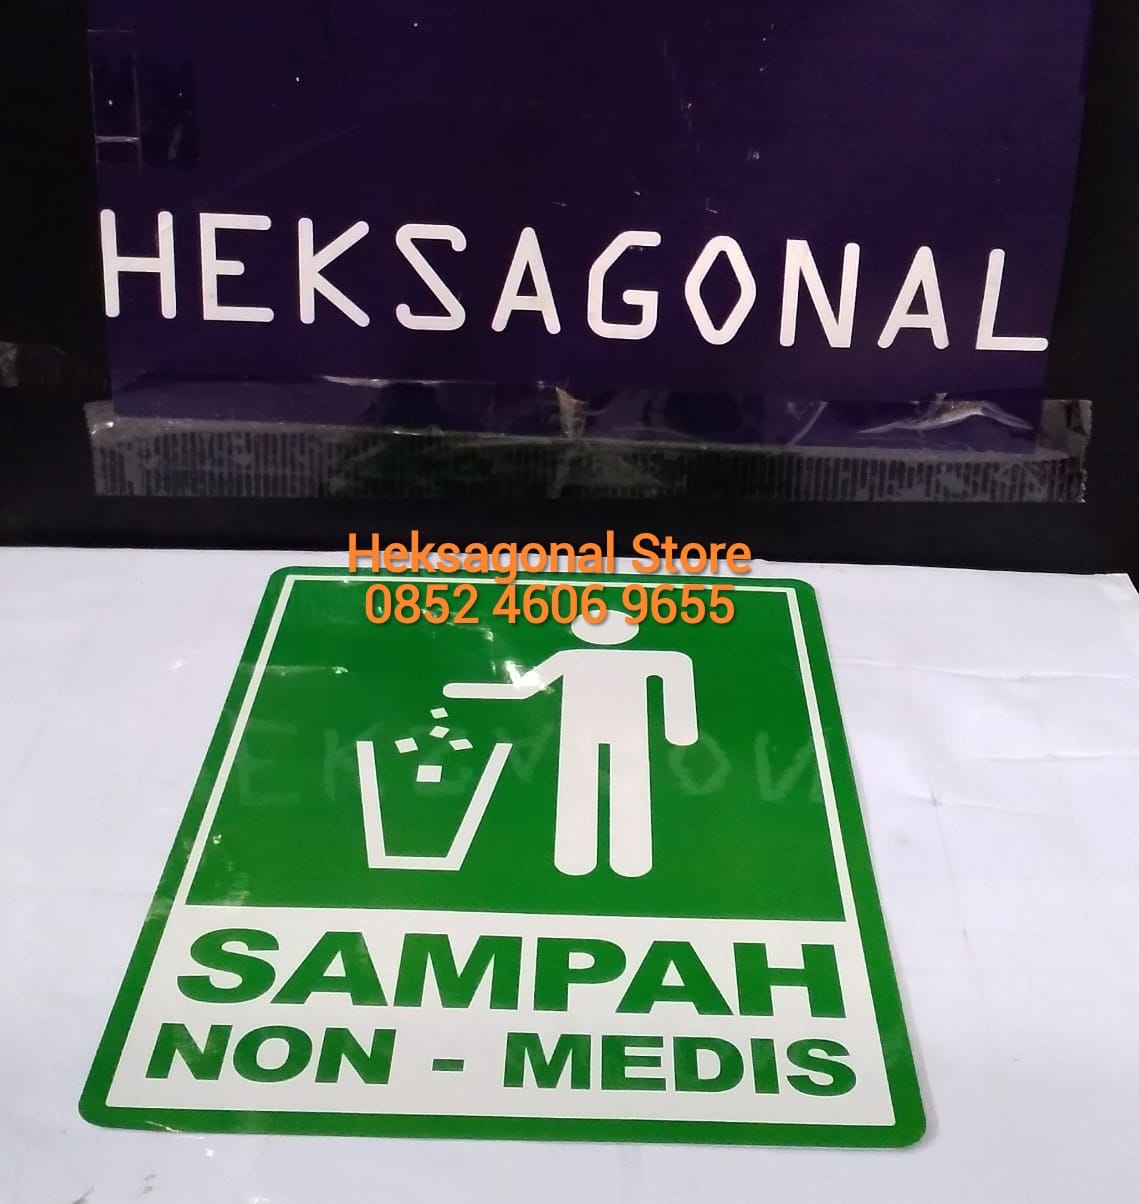 HEKSAGONAL
Heksagonal Store
0852 4606 9655
SAMPAH
NON - MEDIS